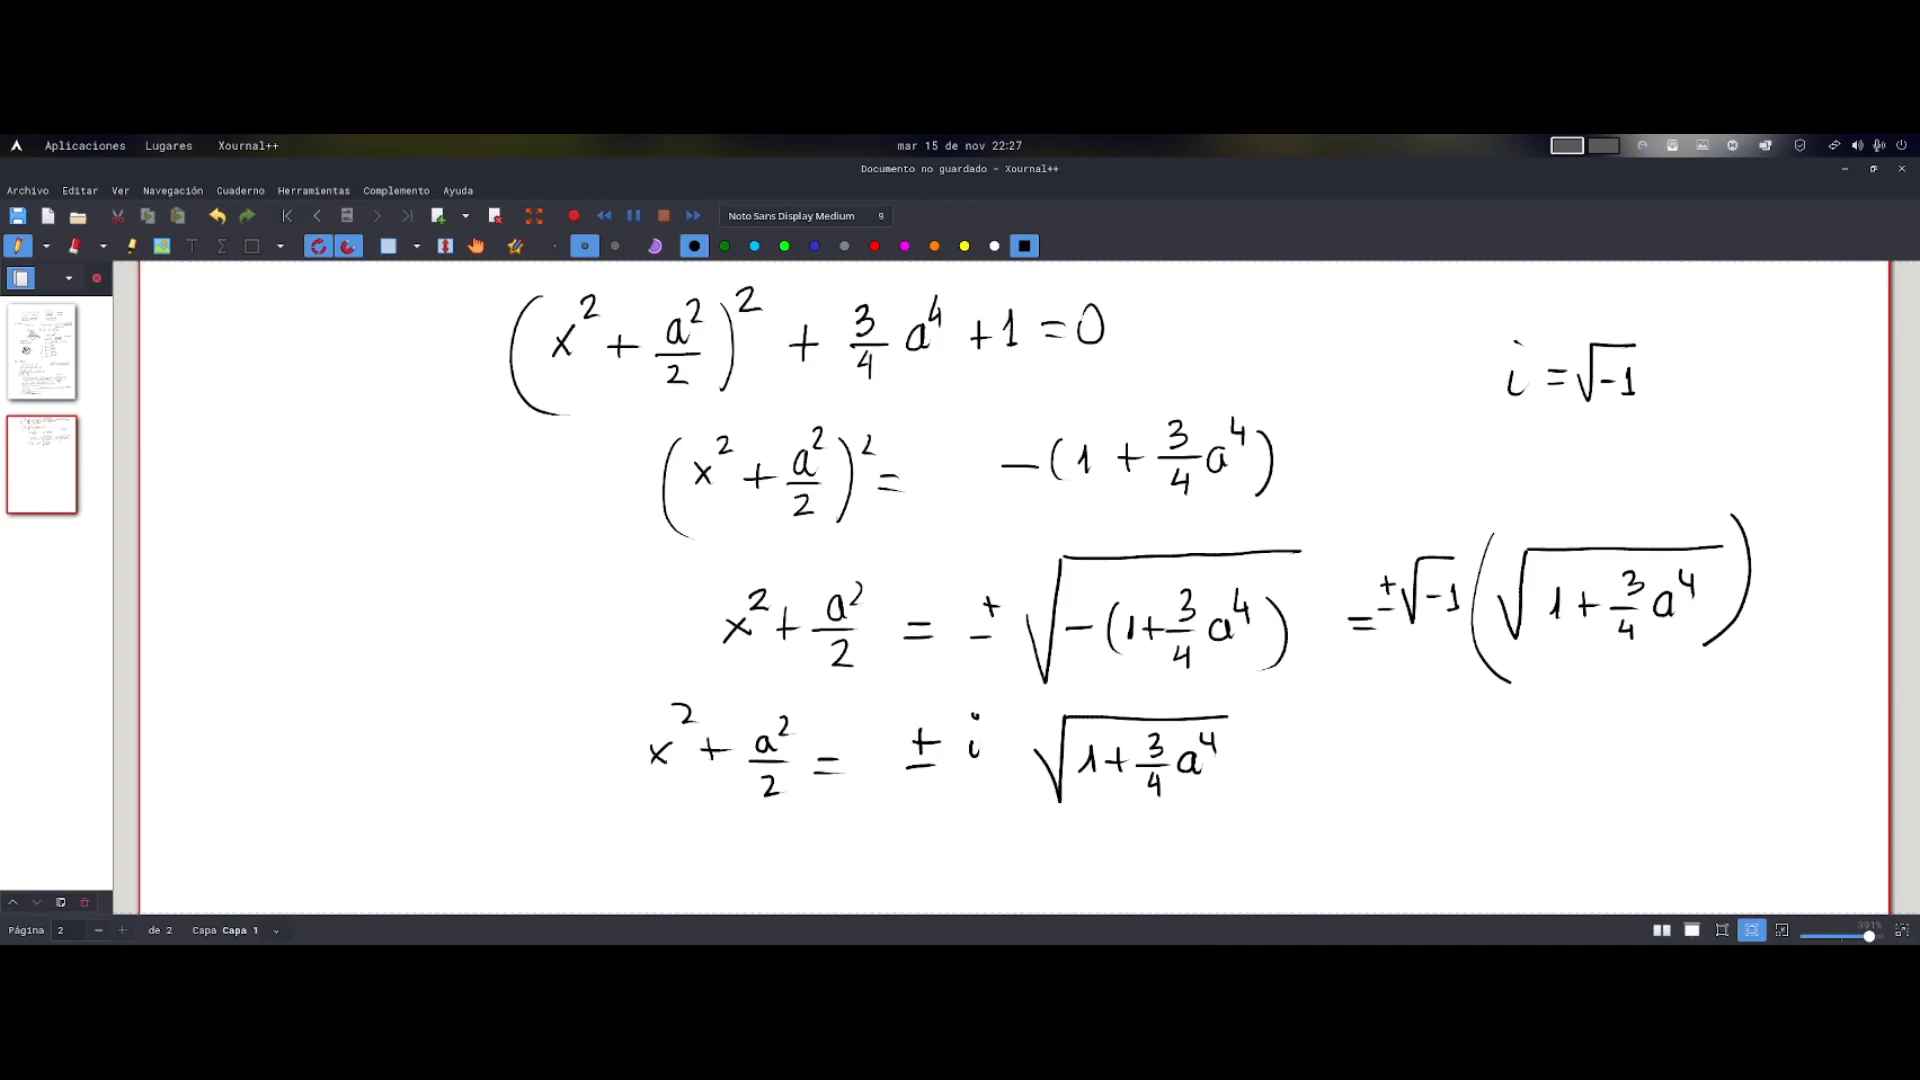 Aplicaciones Lugares Xournal++ mar 15 de nov 22:27
Documento no guardado - Xournal++
Archivo Editar Ver Navegación Cuaderno Herramientas Complemento Ayuda
Noto Sans Display Medium 9
(x² + a²/2)² + 3/4 a⁴ + 1 = 0
i = √-1
(x² + a²/2)² = -(1 + 3/4 a⁴)
x² + a²/2 = ± √-(1 + 3/4 a⁴) = ± √-1 (√1 + 3/4 a⁴)
x² + a²/2 = ± i √1 + 3/4 a⁴
Página 2 de 2 Capa Capa 1 391%